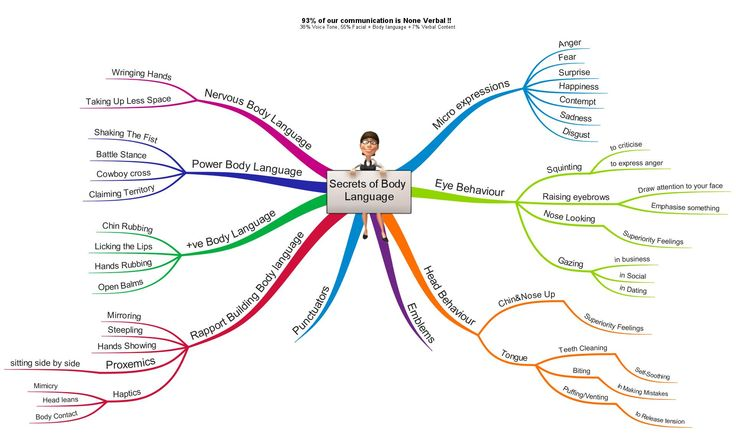 93% of our communication is None Verbal !!
38% Voice Tone, 55% Facial + Body language + 7% Verbal Content
Secrets of Body
Language
Micro expressions
Anger
Fear
Surprise
Happiness
Contempt
Sadness
Disgust
Eye Behaviour
Squinting
to criticise
to express anger
Raising eyebrows
Draw attention to your face
Emphasise something
Nose Looking
Superiority Feelings
Gazing
in business
in Social
in Dating
Head Behaviour
Chin&Nose Up
Superiority Feelings
Tongue
Teeth Cleaning
Self-Soothing
Biting
In Making Mistakes
Puffing/Venting
to Release tension
Emblems
Punctuators
Rapport Building Body language
Mirroring
Steepling
Hands Showing
Proxemics
sitting side by side
Haptics
Mimicry
Head leans
Body Contact
+ve Body Language
Chin Rubbing
Licking the Lips
Hands Rubbing
Open Balms
Power Body Language
Shaking The Fist
Battle Stance
Cowboy cross
Claiming Territory
Nervous Body Language
Wringing Hands
Taking Up Less Space